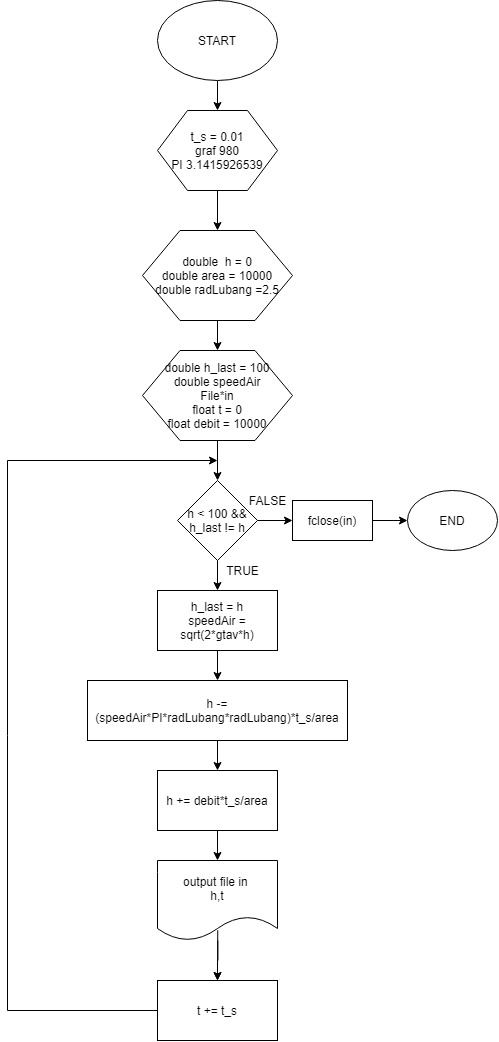 START
t_s = 0.01
graf 980
PI 3.1415926539
double h = 0
double area = 10000
double radLubang =2.5
double h_last = 100
double speedAir
File*in
float t = 0
float debit = 10000
h < 100 &&
h_last != h
FALSE
fclose(in)
END
TRUE
h_last = h
speedAir =
sqrt(2*gtav*h)
h -=
(speedAir*PI*radLubang*radLubang)*t_s/area
h += debit*t_s/area
output file in
h,t
t += t_s